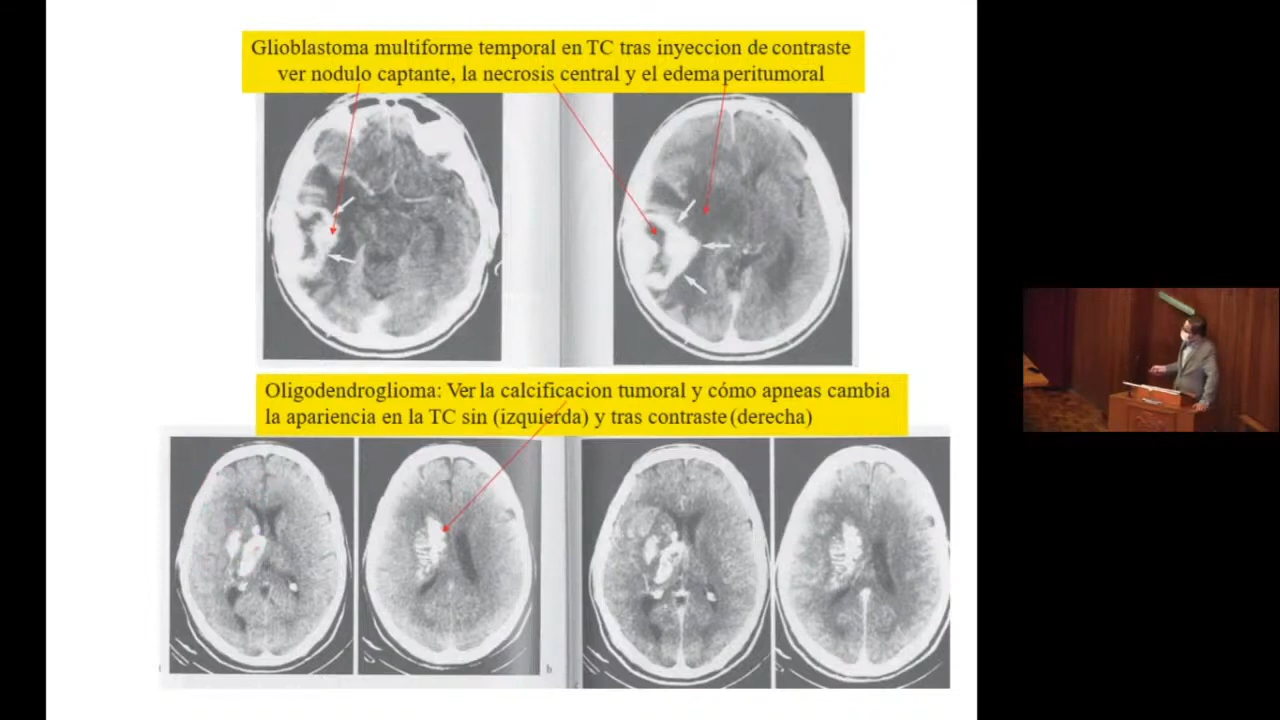 Glioblastoma multiforme temporal en TC tras inyeccion de contraste
ver nodulo captante, la necrosis central y el edema peritumoral
Oligodendroglioma: Ver la calcificacion tumoral y cómo apneas cambia
la apariencia en la TC sin (izquierda) y tras contraste (derecha)
b